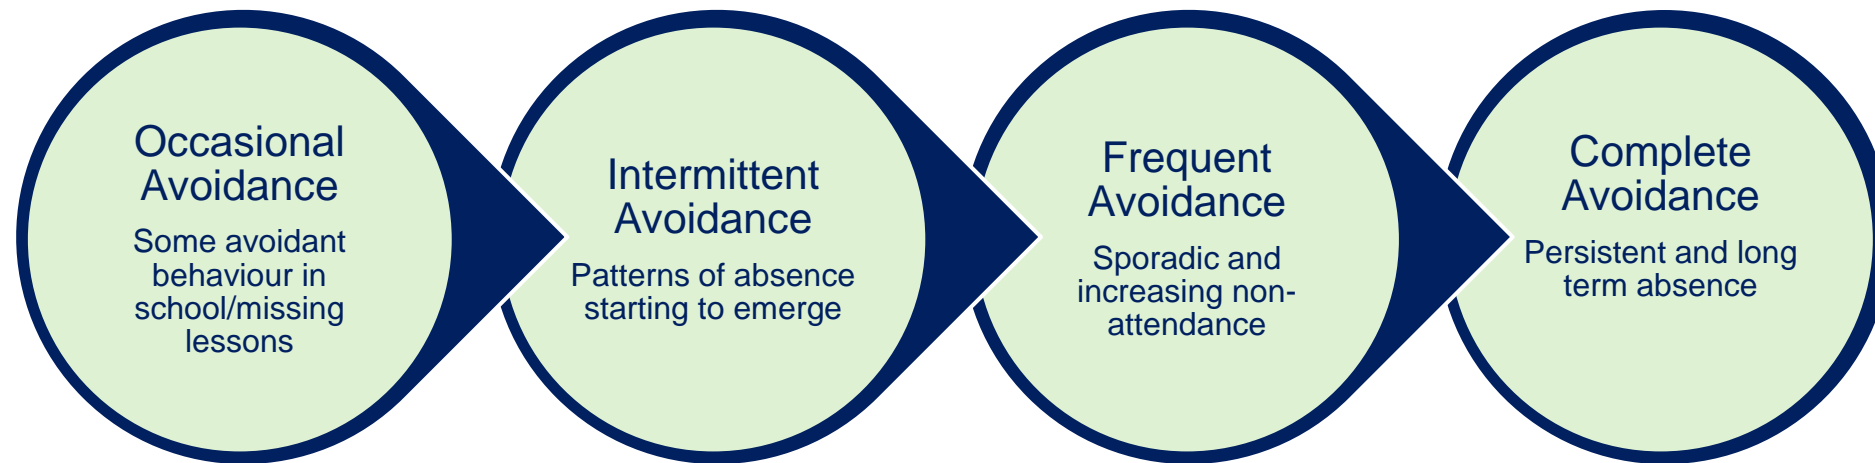 Occasional
Avoidance
Some avoidant
behaviour in
school/missing
lessons
Intermittent
Avoidance
Patterns of absence
starting to emerge
Frequent
Avoidance
Sporadic and
increasing non-
attendance
Complete
Avoidance
Persistent and long
term absence